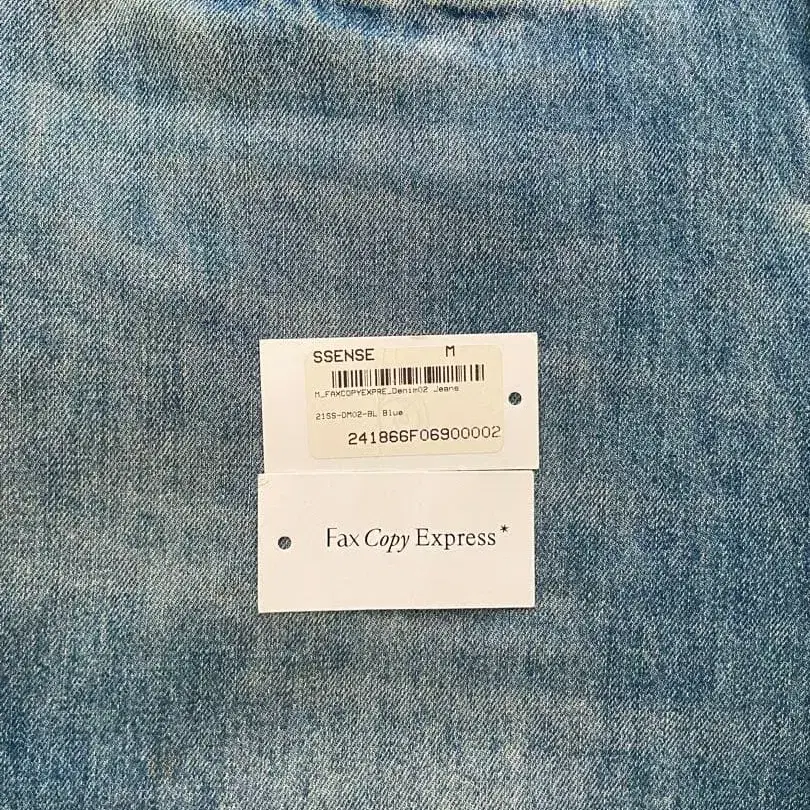 SSENSE M
M_FAXCOPYEXPRE_Denim02 Jeans
21SS-DM02-BL Blue
241866F06900002
Fax Copy Express*